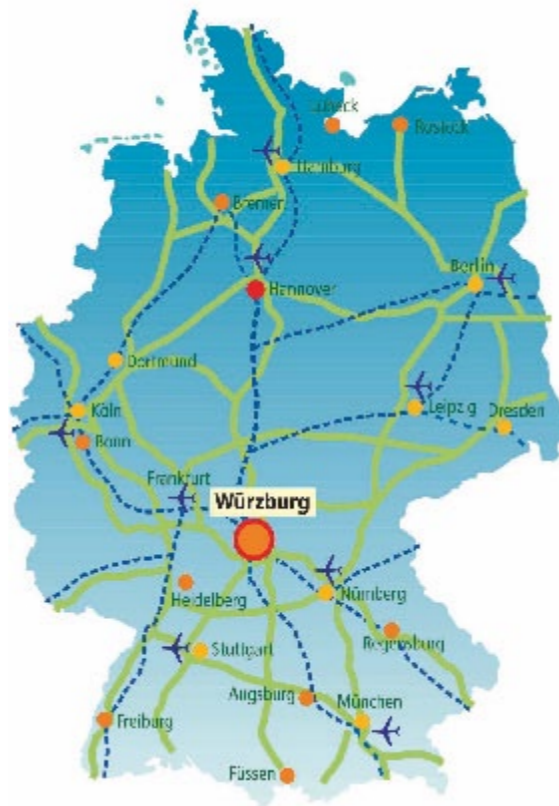 Lübeck
Rostock
Hamburg
Bremen
Berlin
Hannover
Dortmund
Köln
Leipzig
Dresden
Bonn
Frankfurt
Würzburg
Heidelberg
Nürnberg
Regensburg
Stuttgart
Augsburg
München
Freiburg
Füssen